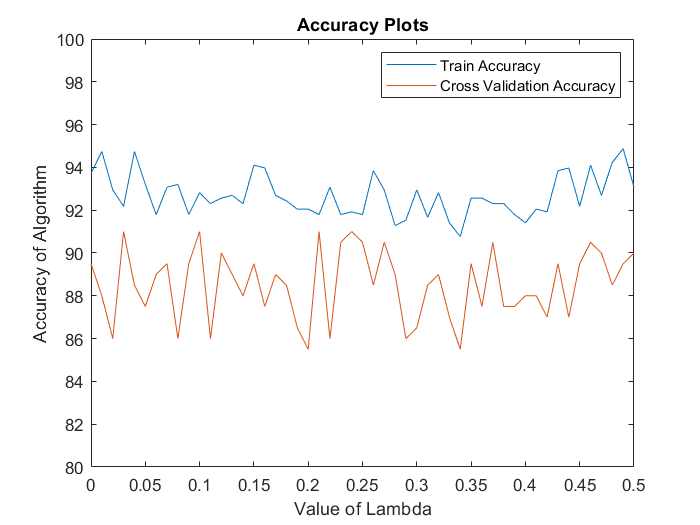 Accuracy Plots
100
98
96
94
92
90
88
86
84
82
80
Accuracy of Algorithm
Train Accuracy
Cross Validation Accuracy
0 0.05 0.1 0.15 0.2 0.25 0.3 0.35 0.4 0.45 0.5
Value of Lambda